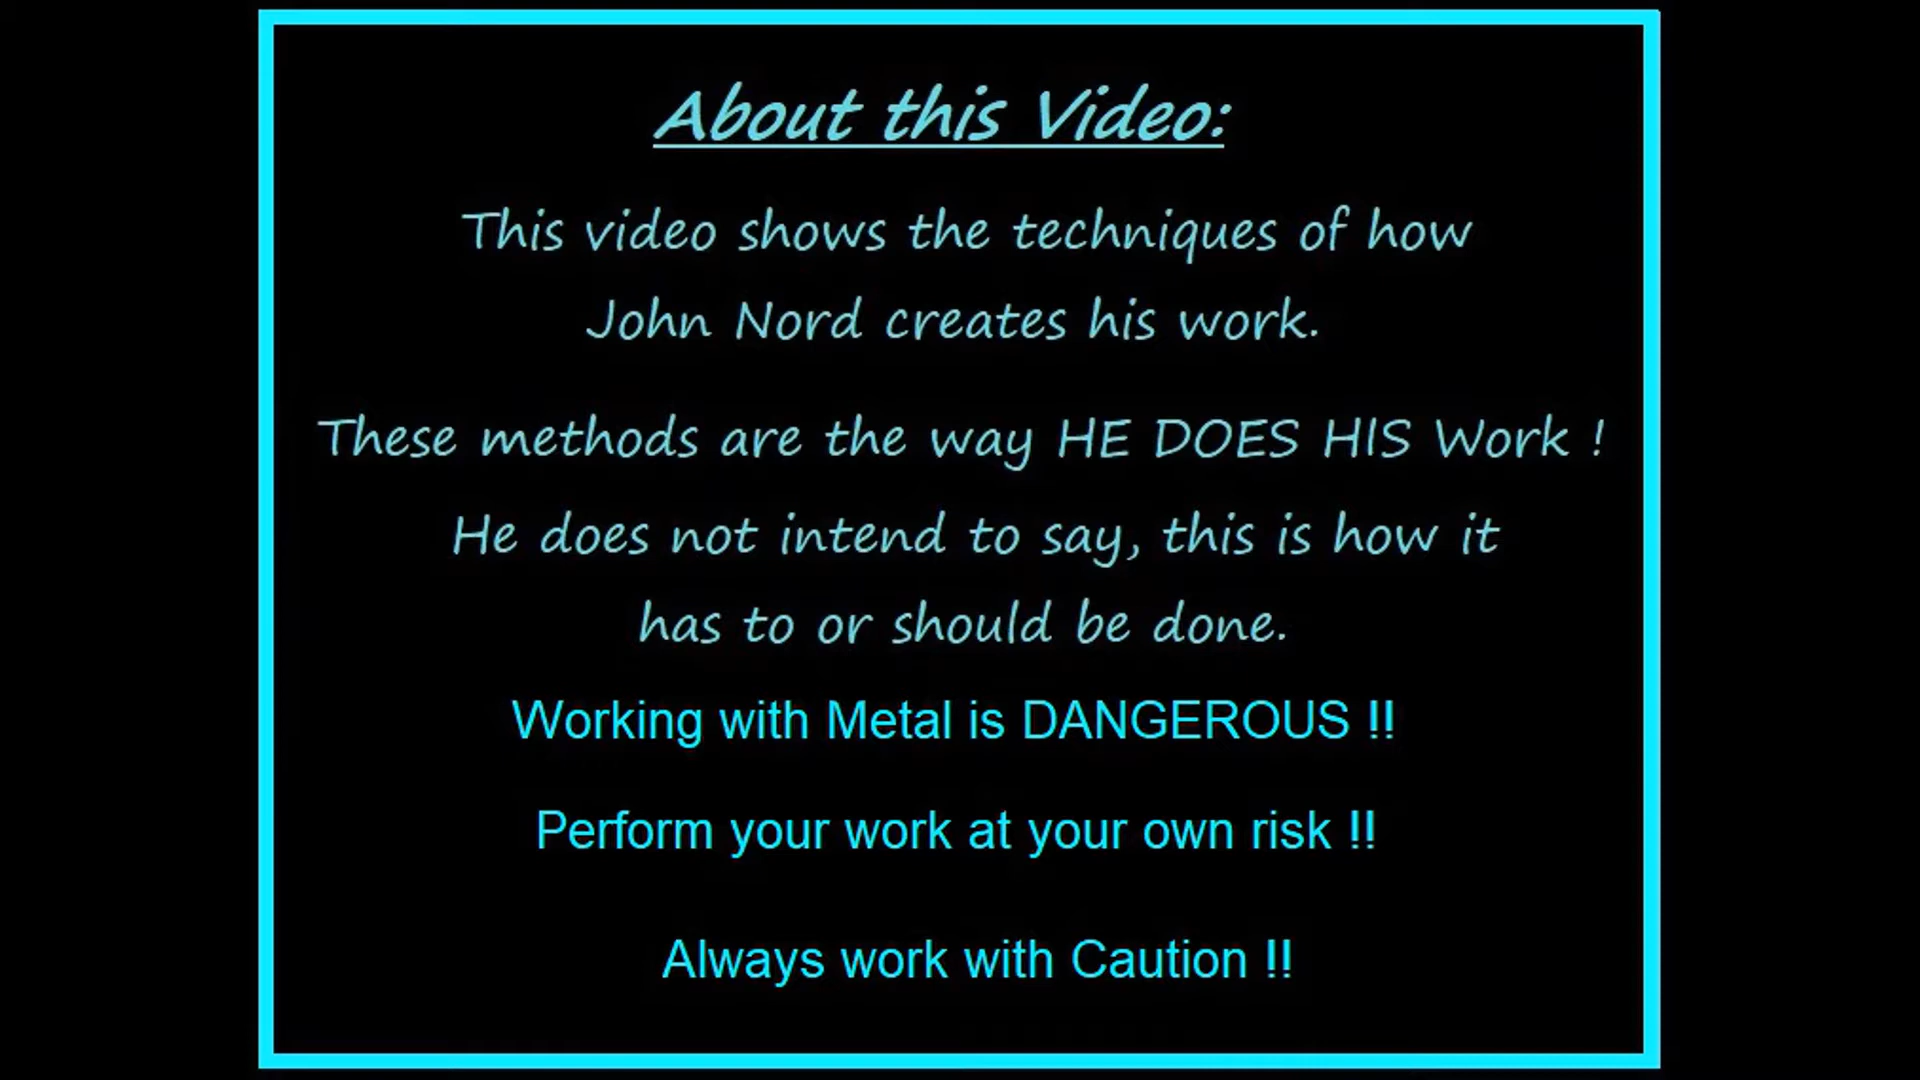 About this Video:
This video shows the techniques of how
John Nord creates his work.
These methods are the way HE DOES HIS Work !
He does not intend to say, this is how it
has to or should be done.
Working with Metal is DANGEROUS !!
Perform your work at your own risk !!
Always work with Caution !!